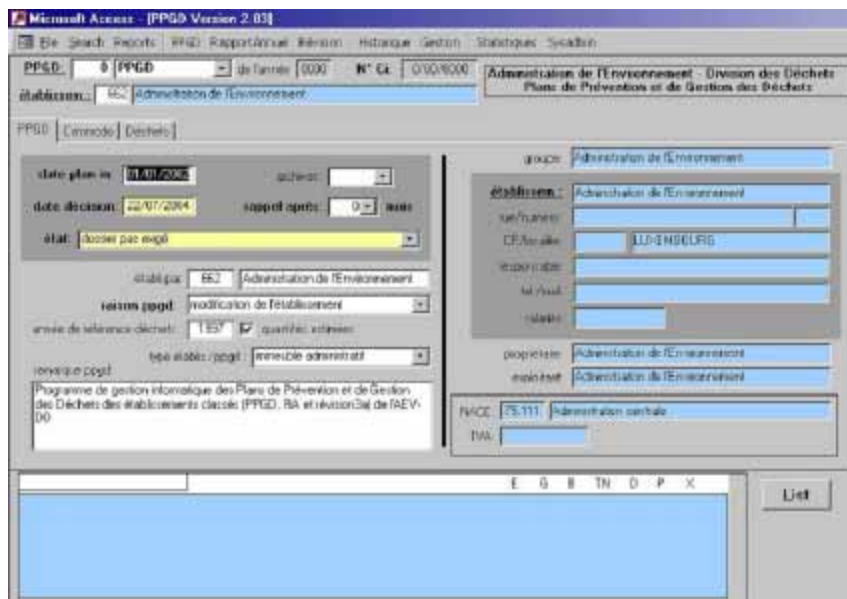 Microsoft Access - [PPGD Version 2.03]
File Search Reports PPGD RapportAnnuel Révision Historique Gestion Statistiques Sysadmin
PPGD: 0 PPGD de l'année 0000 N° Cl. 0/00/0000
Administration de l'Environnement - Division des Déchets
Plans de Prévention et de Gestion des Déchets
établissem.: 662 Administration de l'Environnement
PPGD Commodo Déchets
date plan in: 01/01/2002
date décision: 22/07/2004 rappel après: 0 mois
état: dossier pas exigé
établi par: 662 Administration de l'Environnement
raison ppgd: modification de l'établissement
année de référence déchets: 1997 quantités estimées
type établis./ppgd: immeuble administratif
remarque ppgd:
Programme de gestion informatique des Plans de Prévention et de Gestion
des Déchets des établissements classés (PPGD, RA et révision3a) de l'AEV-
DD
groupe: Administration de l'Environnement
établissem.: Administration de l'Environnement
rue/numéro:
CP/localité: LUXEMBOURG
responsable:
tel./mail:
salariés:
propriétaire: Administration de l'Environnement
exploitant: Administration de l'Environnement
NACE: 75.111 Administration centrale
TVA:
E G B TN D P X
List